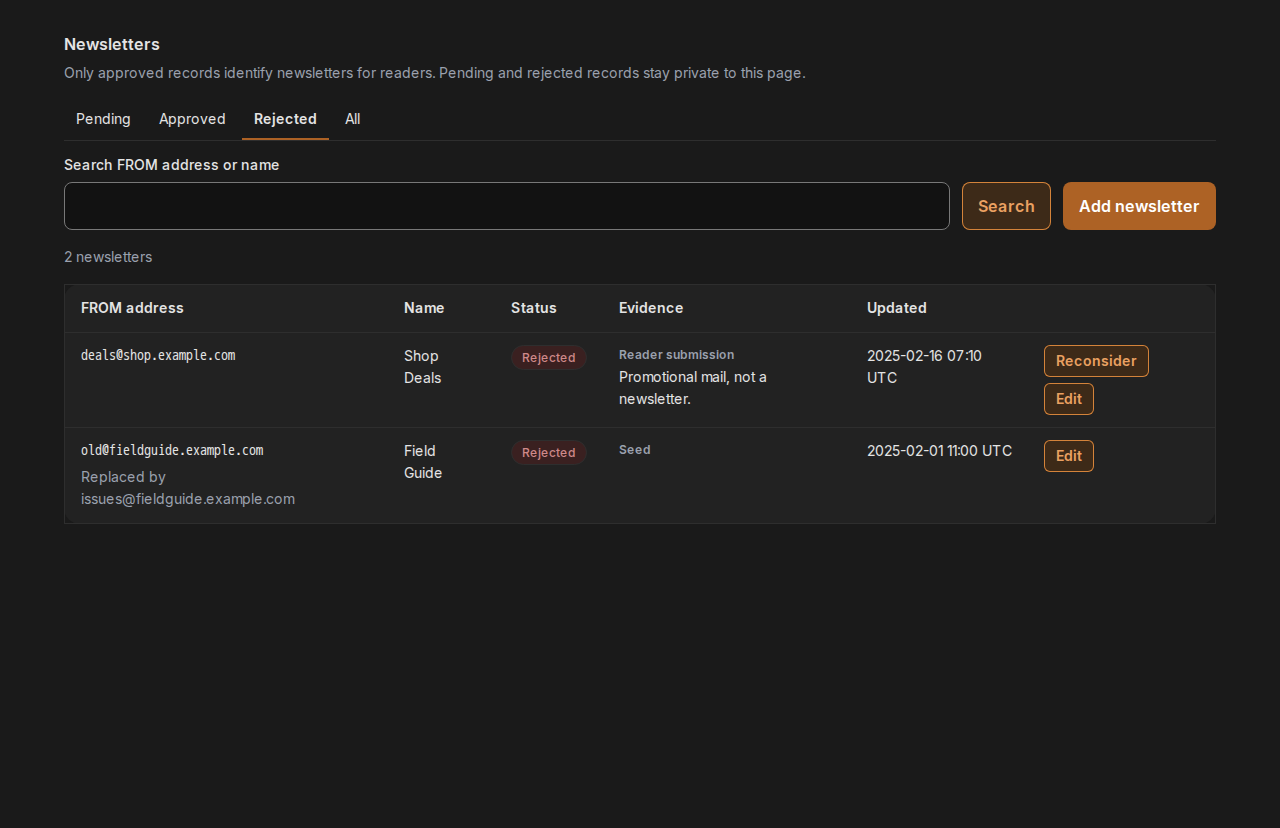 Newsletters
Only approved records identify newsletters for readers. Pending and rejected records stay private to this page.
Pending Approved Rejected All
Search FROM address or name
Search Add newsletter
2 newsletters
FROM address Name Status Evidence Updated
deals@shop.example.com Shop Rejected Reader submission 2025-02-16 07:10 Reconsider
Deals Promotional mail, not a UTC
newsletter. Edit
old@fieldguide.example.com Field Rejected Seed 2025-02-01 11:00 UTC Edit
Replaced by Guide
issues@fieldguide.example.com